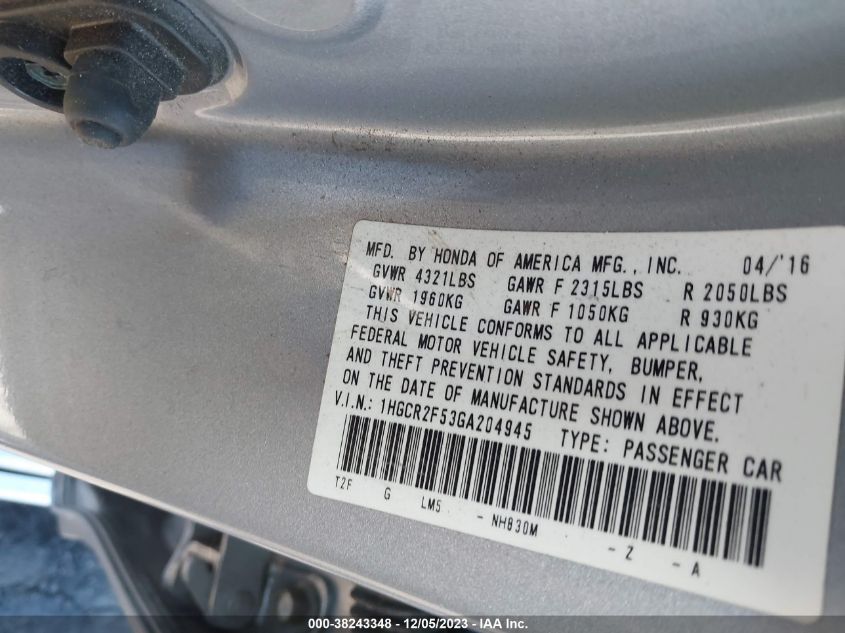 MFD. BY HONDA OF AMERICA MFG., INC. 04/'16
GVWR 4321LBS GAWR F 2315LBS R 2050LBS
GVWR 1960KG GAWR F 1050KG R 930KG
THIS VEHICLE CONFORMS TO ALL APPLICABLE
FEDERAL MOTOR VEHICLE SAFETY, BUMPER,
AND THEFT PREVENTION STANDARDS IN EFFECT
ON THE DATE OF MANUFACTURE SHOWN ABOVE.
V.I.N.: 1HGCR2F53GA204945 TYPE: PASSENGER CAR
T2F G LM5 - NH830M - Z - A
000-38243348 - 12/05/2023 - IAA Inc.